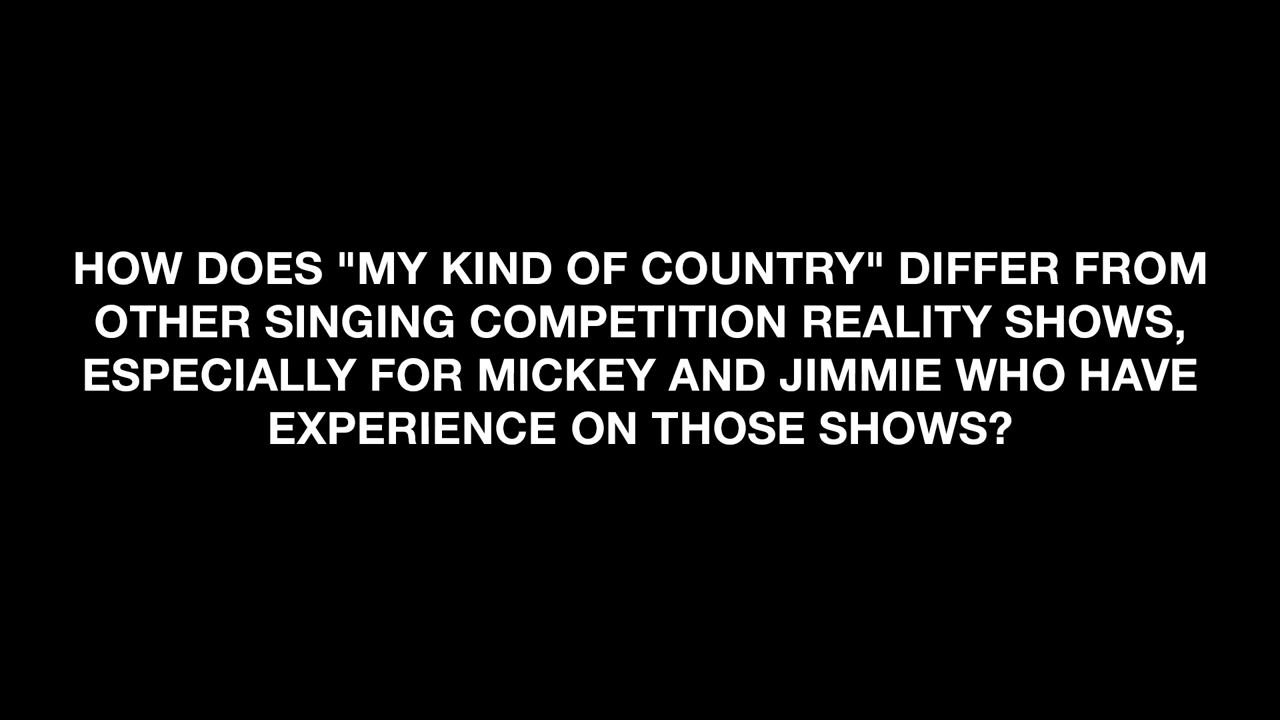 HOW DOES "MY KIND OF COUNTRY" DIFFER FROM
OTHER SINGING COMPETITION REALITY SHOWS,
ESPECIALLY FOR MICKEY AND JIMMIE WHO HAVE
EXPERIENCE ON THOSE SHOWS?